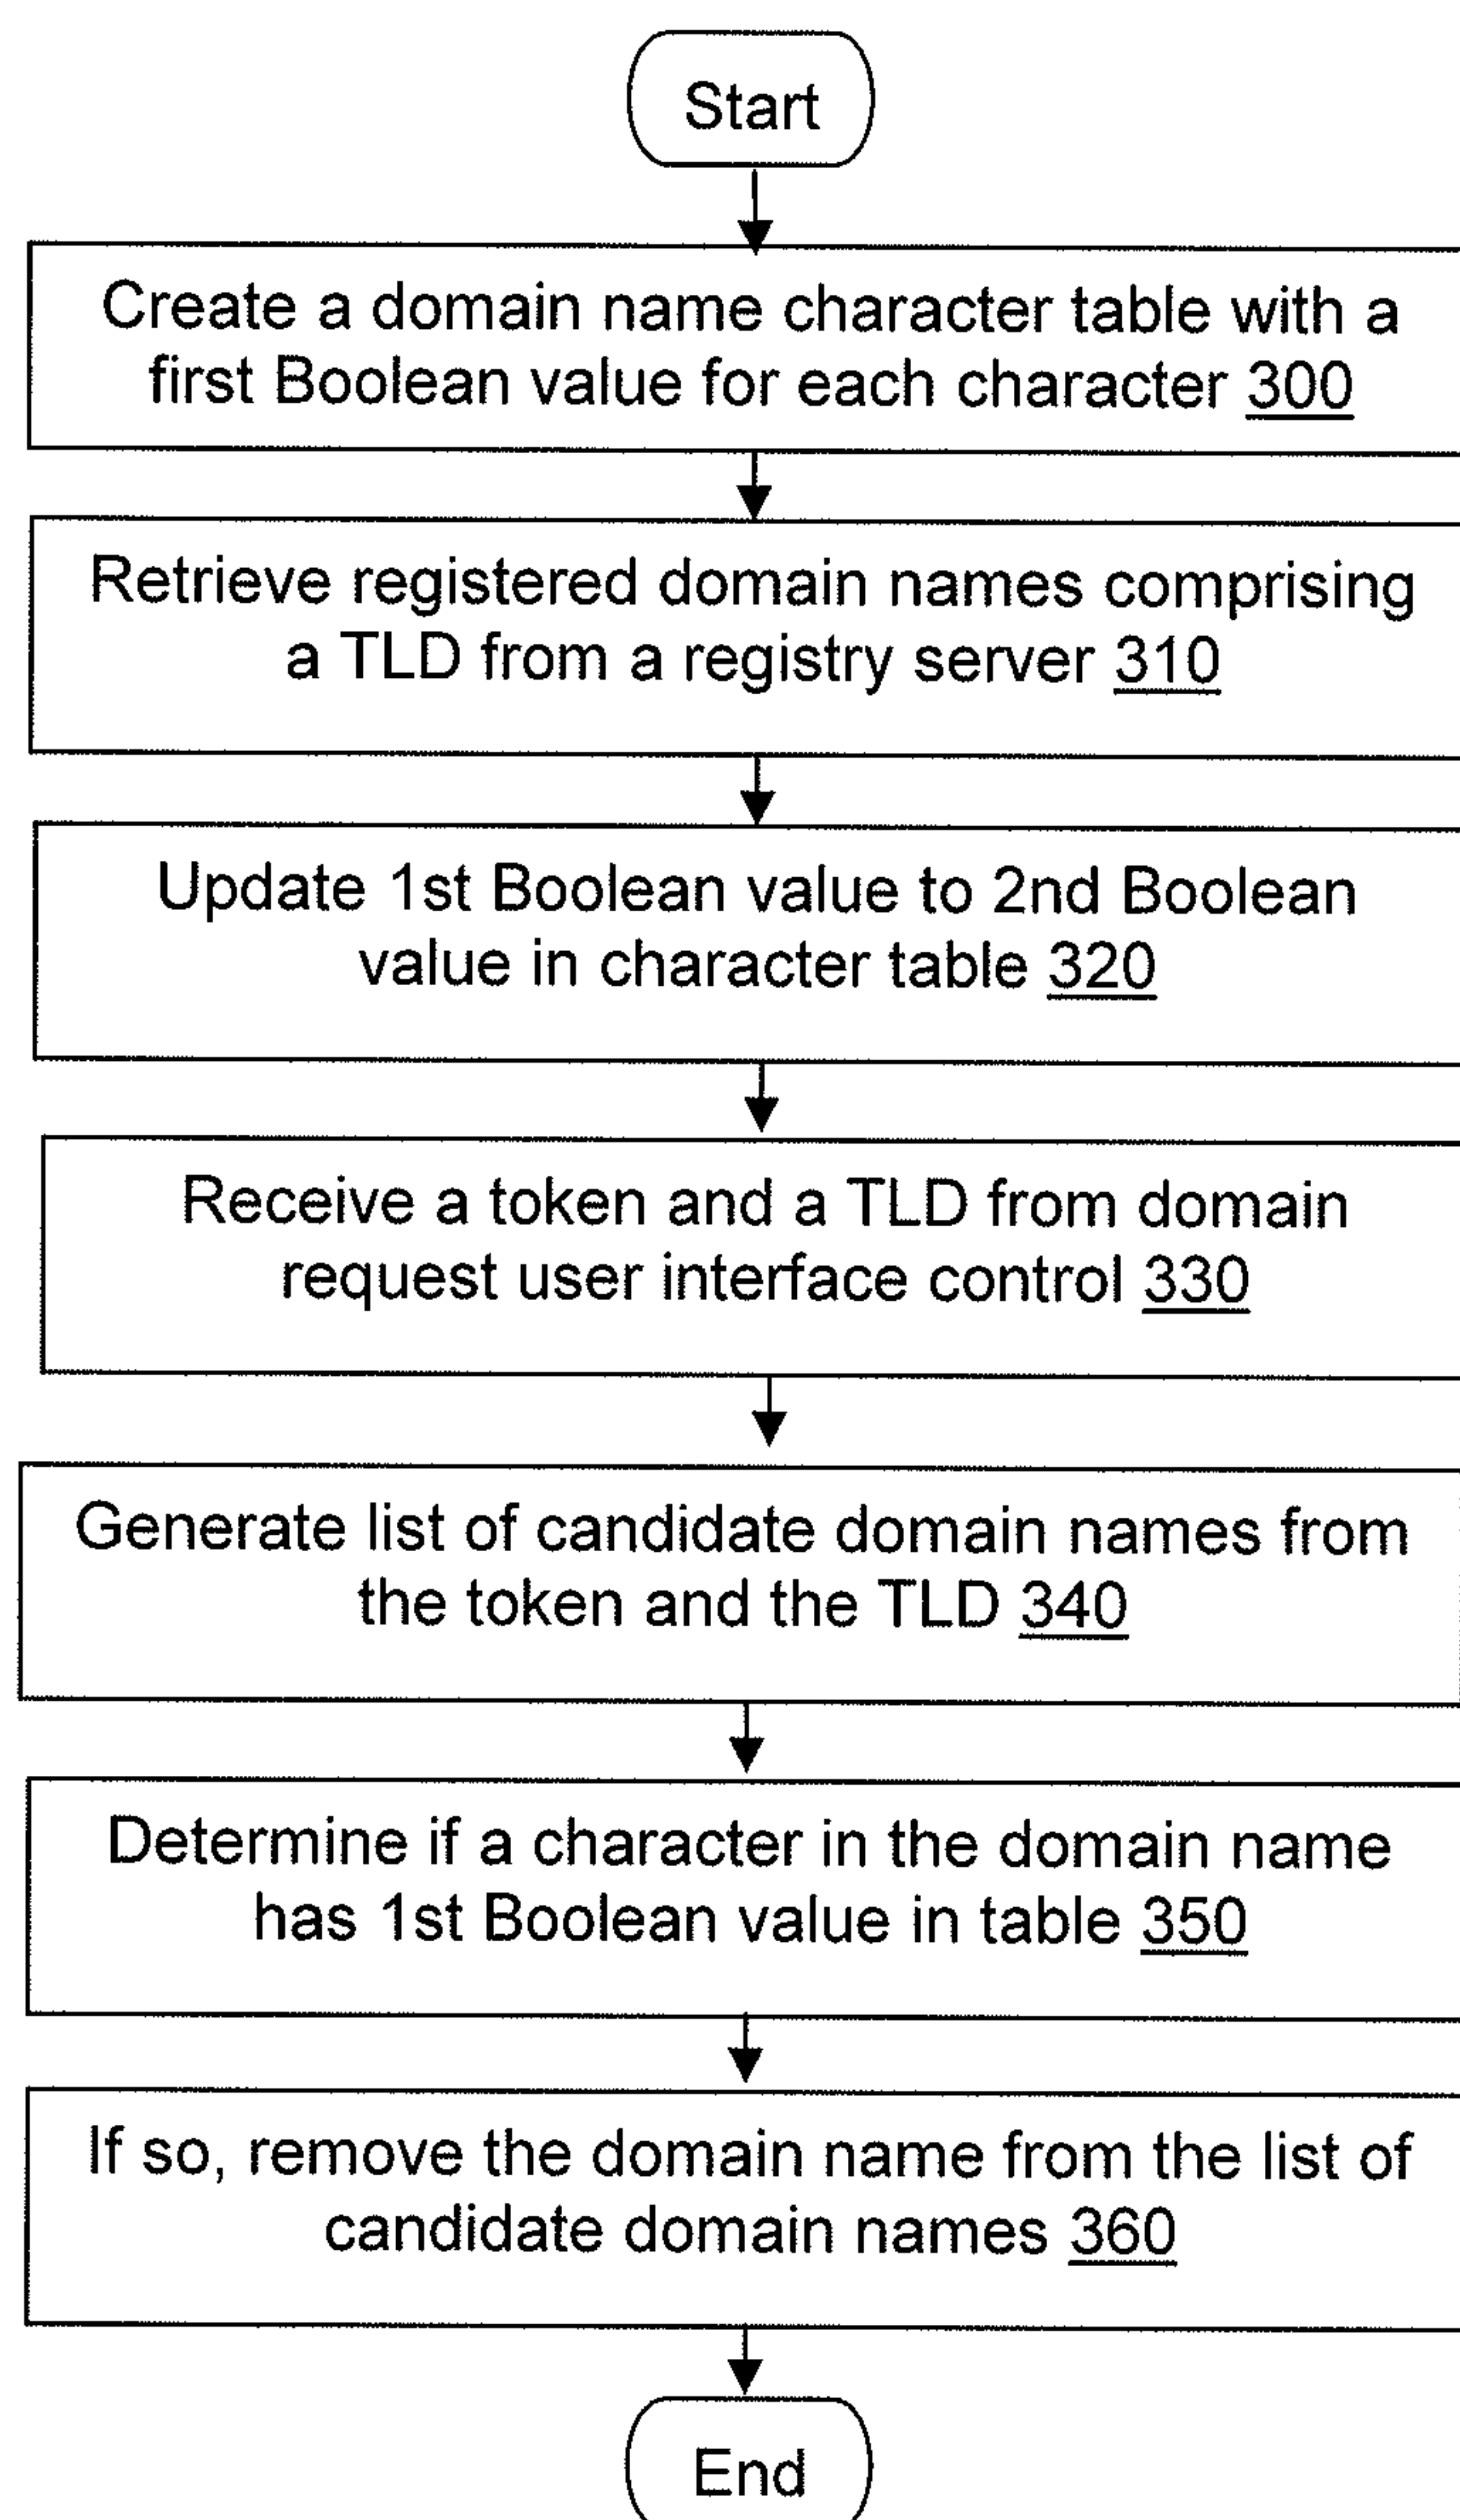 Start
Create a domain name character table with a
first Boolean value for each character 300
Retrieve registered domain names comprising
a TLD from a registry server 310
Update 1st Boolean value to 2nd Boolean
value in character table 320
Receive a token and a TLD from domain
request user interface control 330
Generate list of candidate domain names from
the token and the TLD 340
Determine if a character in the domain name
has 1st Boolean value in table 350
If so, remove the domain name from the list of
candidate domain names 360
End